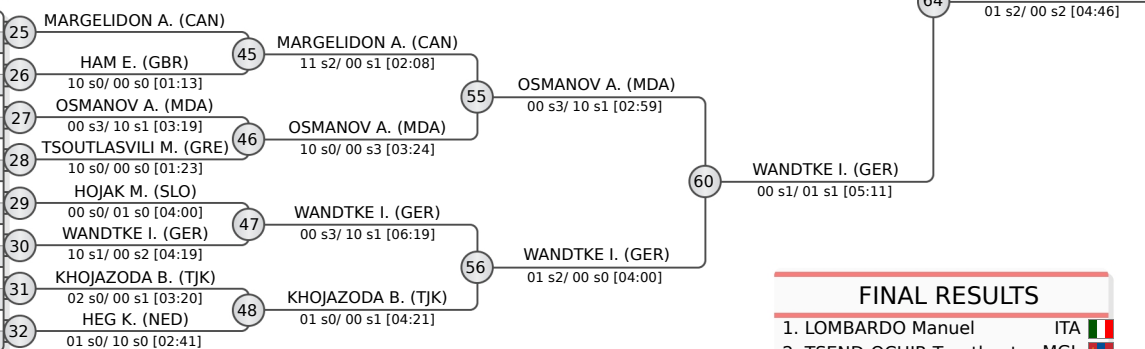 64
01 s2/ 00 s2 [04:46]
25
MARGELIDON A. (CAN)
45
MARGELIDON A. (CAN)
11 s2/ 00 s1 [02:08]
26
HAM E. (GBR)
10 s0/ 00 s0 [01:13]
55
OSMANOV A. (MDA)
00 s3/ 10 s1 [02:59]
27
OSMANOV A. (MDA)
00 s3/ 10 s1 [03:19]
46
OSMANOV A. (MDA)
10 s0/ 00 s3 [03:24]
28
TSOUTLASVILI M. (GRE)
10 s0/ 00 s0 [01:23]
60
WANDTKE I. (GER)
00 s1/ 01 s1 [05:11]
29
HOJAK M. (SLO)
00 s0/ 01 s0 [04:00]
47
WANDTKE I. (GER)
00 s3/ 10 s1 [06:19]
30
WANDTKE I. (GER)
10 s1/ 00 s2 [04:19]
56
WANDTKE I. (GER)
01 s2/ 00 s0 [04:00]
31
KHOJAZODA B. (TJK)
02 s0/ 00 s1 [03:20]
48
KHOJAZODA B. (TJK)
01 s0/ 00 s1 [04:21]
32
HEG K. (NED)
01 s0/ 10 s0 [02:41]
FINAL RESULTS
1. LOMBARDO Manuel ITA